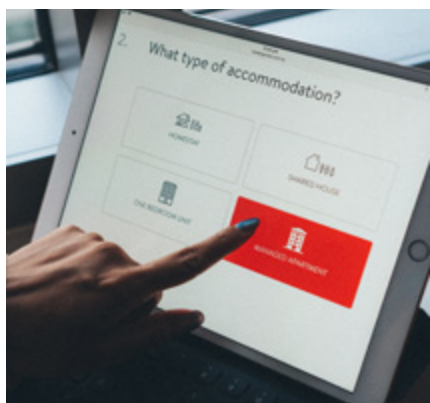 2. What type of accommodation?
HOMESTAY
SHARED HOUSE
ONE BEDROOM UNIT
MANAGED APARTMENT